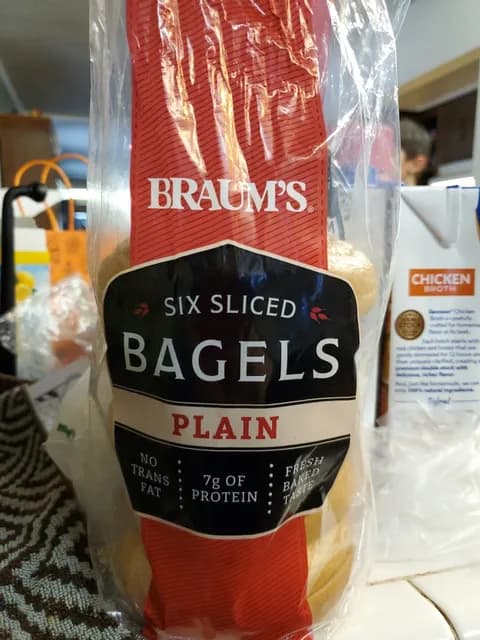 BRAUM'S
SIX SLICED
BAGELS
PLAIN
NO
TRANS
FAT
7g OF
PROTEIN
FRESH
BAKED
TASTE
CHICKEN
BROTH